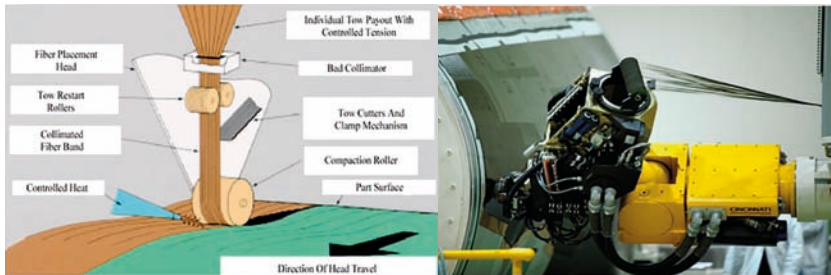 Individual Tow Payout With
Controlled Tension
Fiber Placement
Head
Bad Collimator
Tow Restart
Rollers
Tow Cutters And
Clamp Mechanism
Collimated
Fiber Band
Compaction Roller
Controlled Heat
Part Surface
Direction Of Head Travel
CINCINNATI